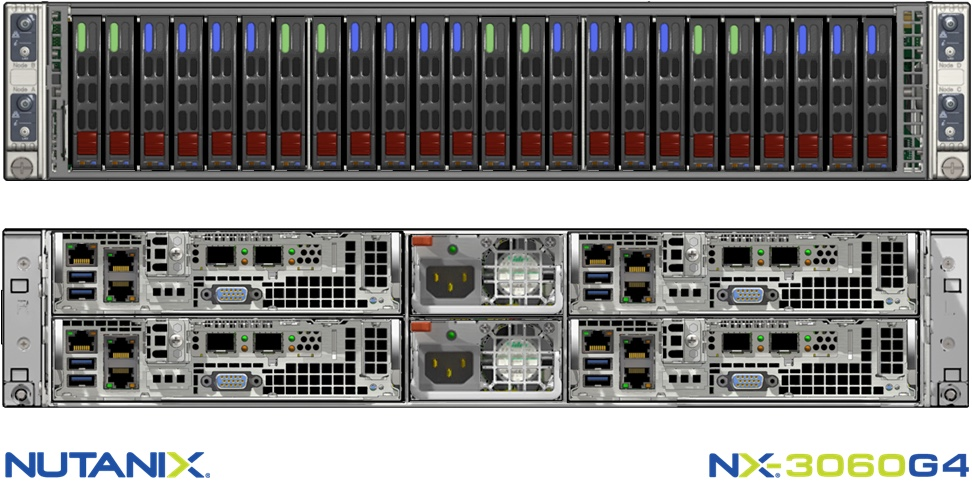 Node B
Node A
Node D
Node C
NUTANIX.
NX-3060G4